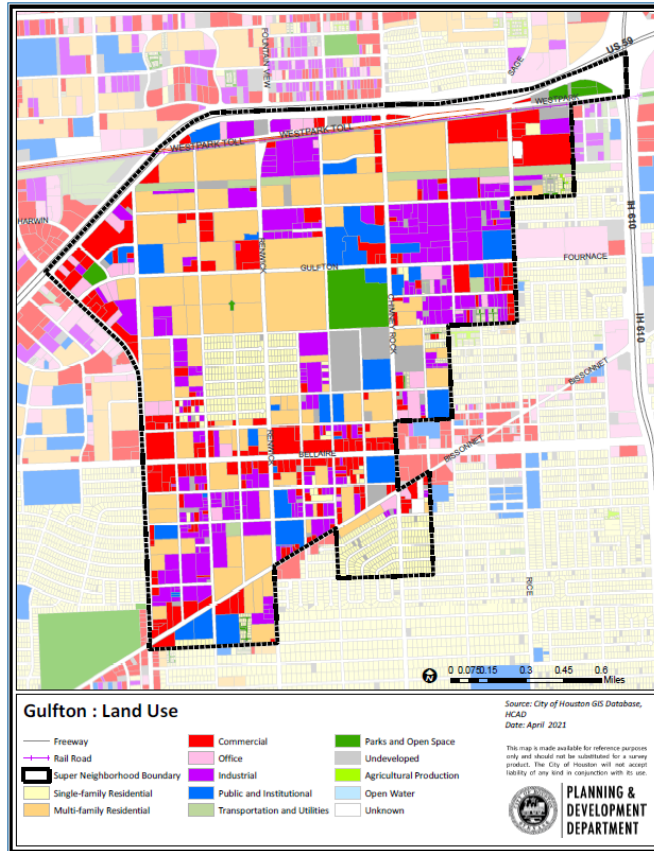 FOUNTAIN VIEW
SAGE
US 59
WESTPARK
WESTPARK TOLL
WESTPARK TOLL
HARWIN
IH 610
RENWICK
FOURNACE
GULFTON
CHIMNEY ROCK
IH 610
BISSONNET
RENWICK
BELLAIRE
BISSONNET
RICE
N
0 0.075 0.15 0.3 0.45 0.6
Miles
Gulfton : Land Use
Freeway
Rail Road
Super Neighborhood Boundary
Single-family Residential
Multi-family Residential
Commercial
Office
Industrial
Public and Institutional
Transportation and Utilities
Parks and Open Space
Undeveloped
Agricultural Production
Open Water
Unknown
Source: City of Houston GIS Database,
HCAD
Date: April 2021
This map is made available for reference purposes
only and should not be substituted for a survey
product. The City of Houston will not accept
liability of any kind in conjunction with its use.
PLANNING &
DEVELOPMENT
DEPARTMENT